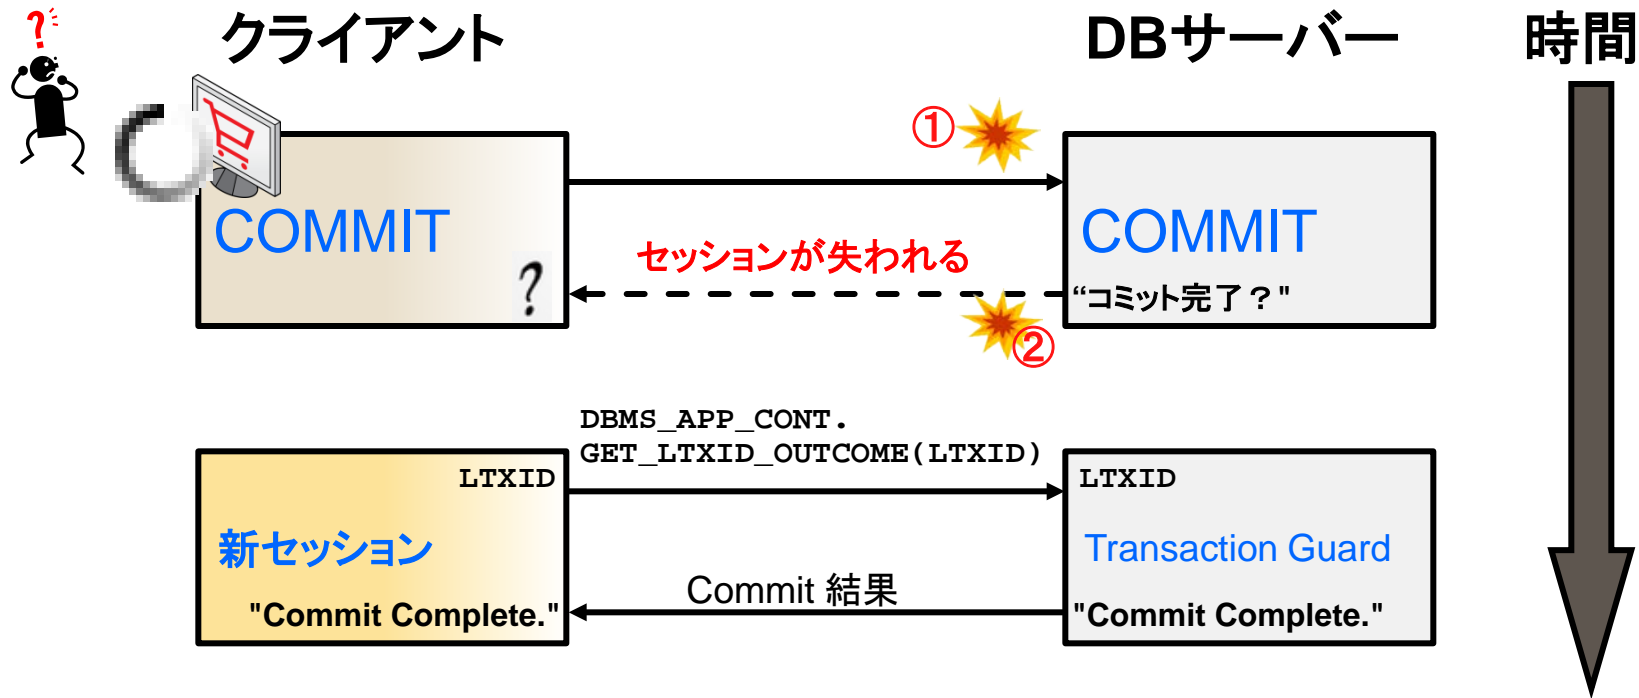 ?
クライアント
DBサーバー
時間
①
COMMIT
COMMIT
セッションが失われる
?
“コミット完了？"
②
DBMS_APP_CONT.
GET_LTXID_OUTCOME(LTXID)
LTXID
LTXID
新セッション
Transaction Guard
Commit 結果
"Commit Complete."
"Commit Complete."